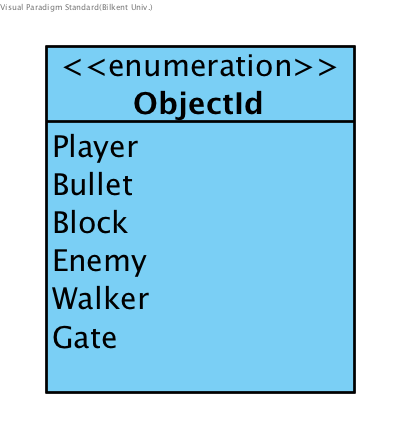 Visual Paradigm Standard(Bilkent Univ.)
<<enumeration>>
ObjectId
Player
Bullet
Block
Enemy
Walker
Gate